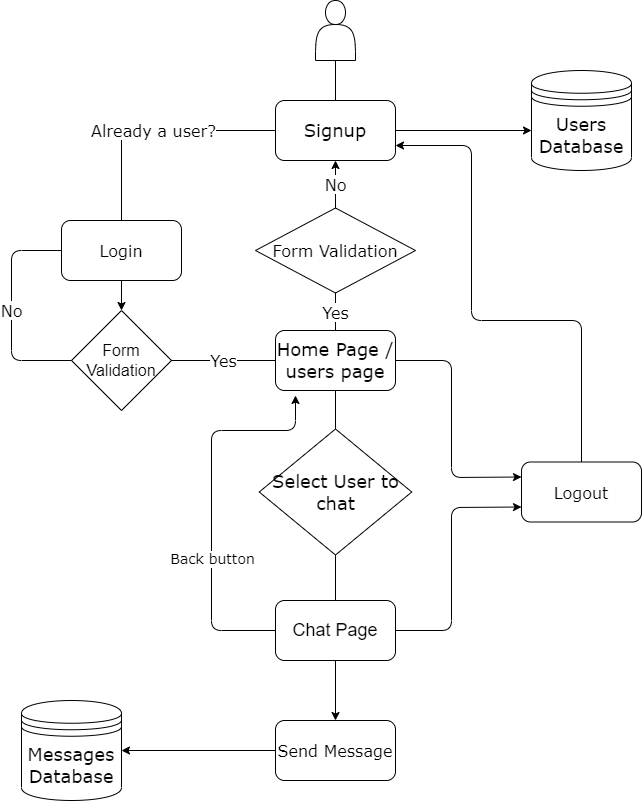 Signup
Already a user?
Users
Database
No
Login
Form Validation
No
Yes
Form
Validation
Yes
Home Page /
users page
Select User to
chat
Logout
Back button
Chat Page
Send Message
Messages
Database